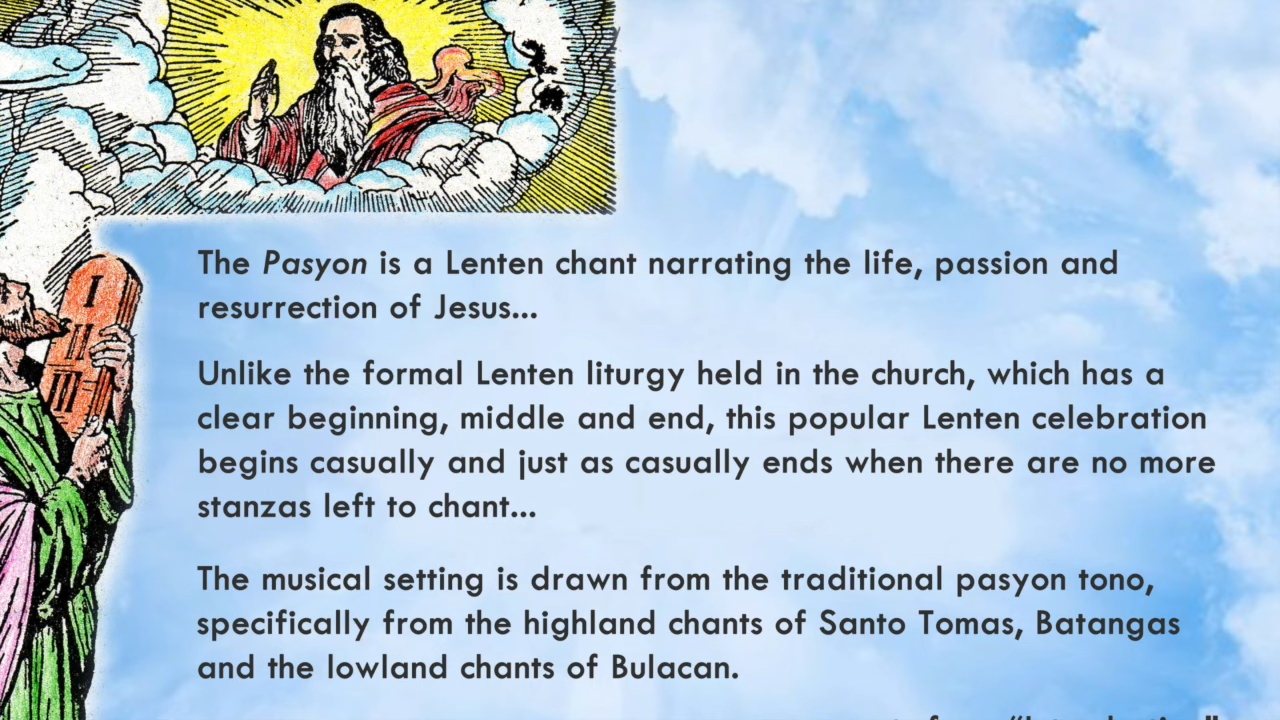 I
II
III
The Pasyon is a Lenten chant narrating the life, passion and
resurrection of Jesus...
Unlike the formal Lenten liturgy held in the church, which has a
clear beginning, middle and end, this popular Lenten celebration
begins casually and just as casually ends when there are no more
stanzas left to chant...
The musical setting is drawn from the traditional pasyon tono,
specifically from the highland chants of Santo Tomas, Batangas
and the lowland chants of Bulacan.